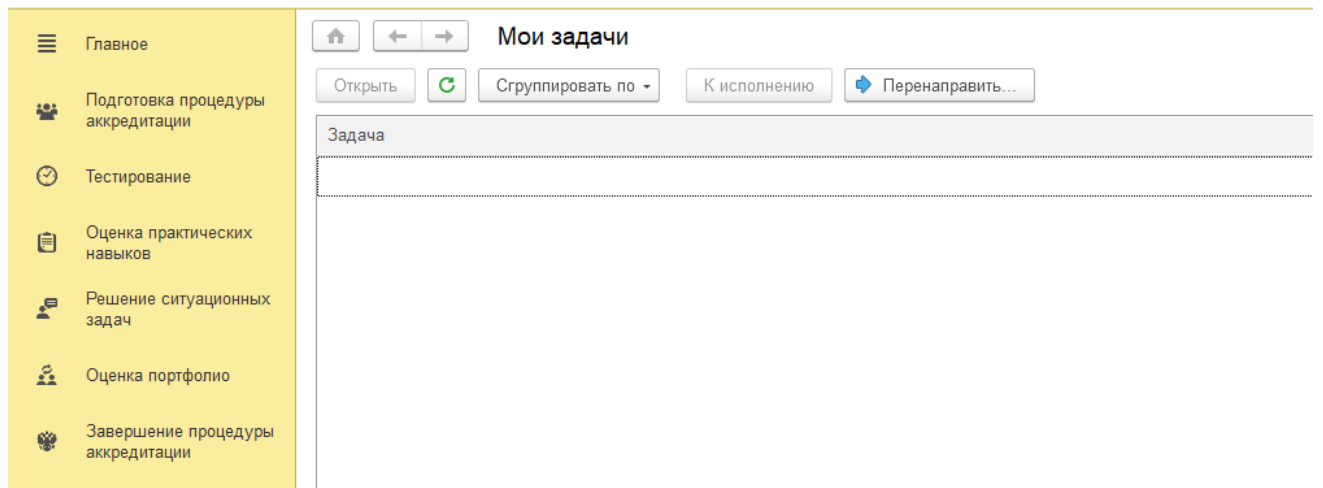 Главное
Подготовка процедуры
аккредитации
Тестирование
Оценка практических
навыков
Решение ситуационных
задач
Оценка портфолио
Завершение процедуры
аккредитации
Мои задачи
Открыть Сгруппировать по К исполнению Перенаправить...
Задача